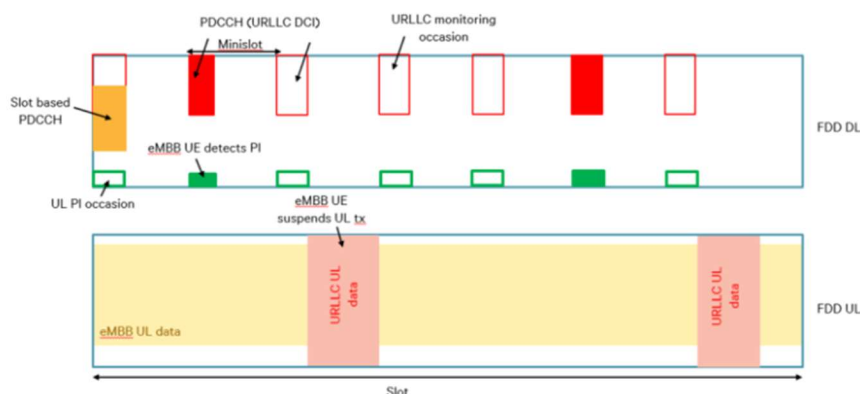 PDCCH (URLLC DCI)
URLLC monitoring
occasion
Minislot
Slot based
PDCCH
FDD DL
eMBB UE detects PI
UL PI occasion
eMBB UE
suspends UL tx
URLLC UL
data
URLLC UL
data
FDD UL
eMBB UL data
Slot